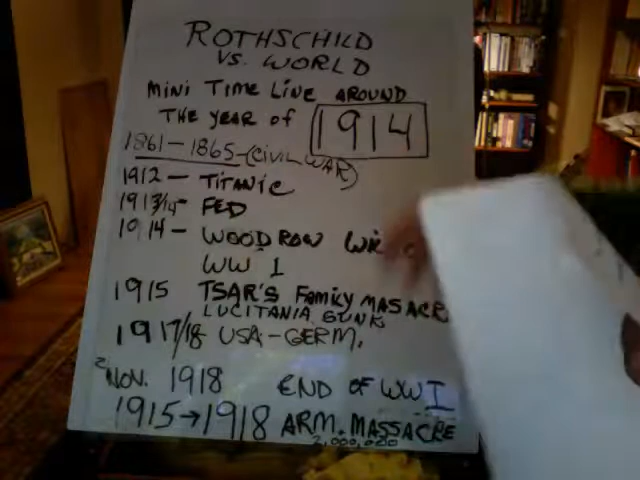 ROTHSCHILD
VS. WORLD
MINI TIME LINE AROUND
THE YEAR OF 1914
1861-1865-(CIVIL WAR)
1912- TITANIC
1913/14- FED
1914- WOODROW
WW I
1915 TSAR'S FAMILY MASACRE
LUCITANIA SUNK
1917/18 USA-GERM.
NOV. 1918 END OF WW I
1915→1918 ARM. MASSACRE
2,000,000